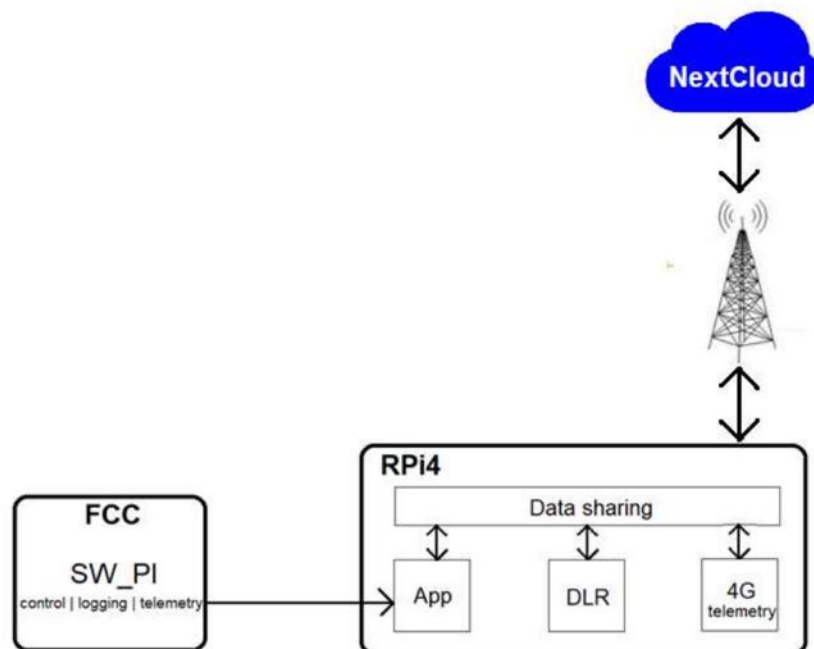 NextCloud
RPi4
Data sharing
FCC
SW_PI
control | logging | telemetry
App
DLR
4G
telemetry